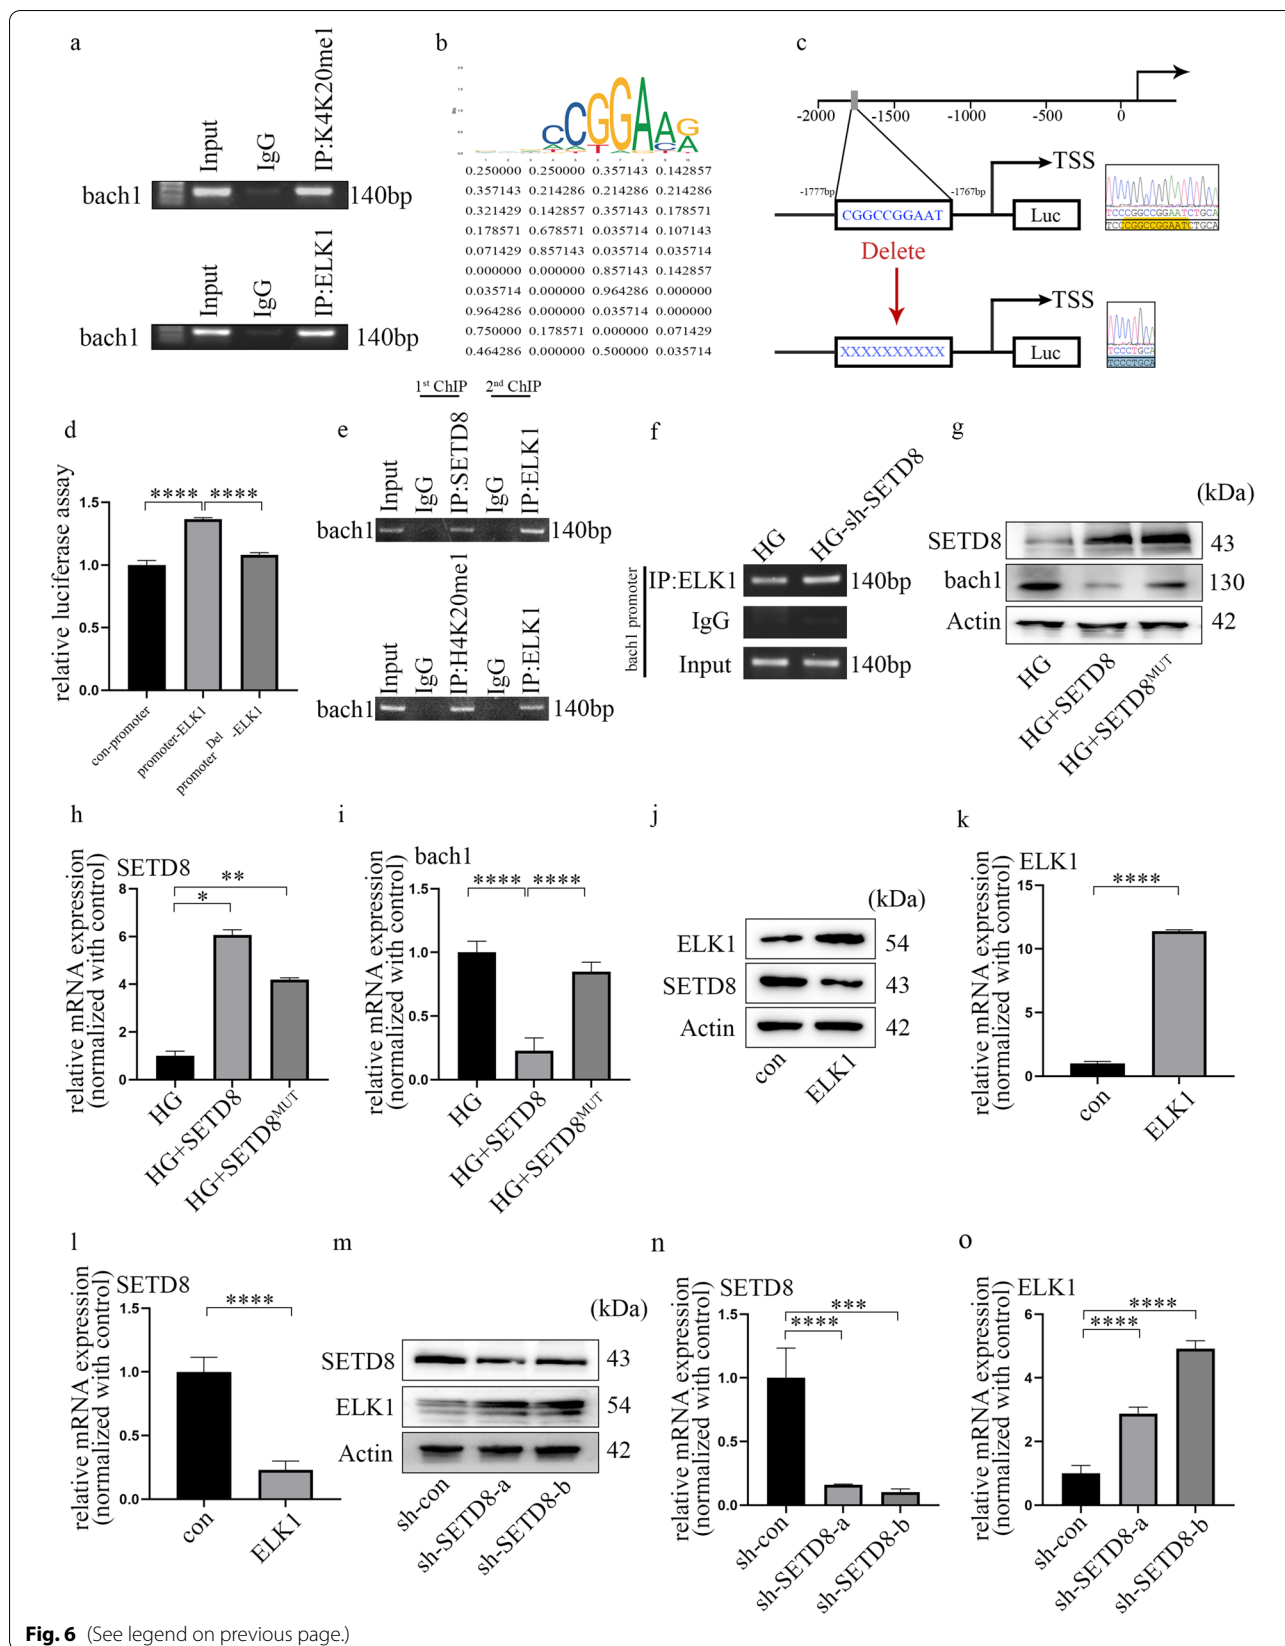 a
Input
IgG
IP:K4K20me1
bach1
140bp
Input
IgG
IP:ELK1
bach1
140bp
b
CCGGAAG
0.250000 0.250000 0.357143 0.142857
0.357143 0.214286 0.214286 0.214286
0.321429 0.142857 0.357143 0.178571
0.178571 0.678571 0.035714 0.107143
0.071429 0.857143 0.035714 0.035714
0.000000 0.000000 0.857143 0.142857
0.035714 0.000000 0.964286 0.000000
0.964286 0.000000 0.035714 0.000000
0.750000 0.178571 0.000000 0.071429
0.464286 0.000000 0.500000 0.035714
c
-2000 -1500 -1000 -500 0
TSS
-1777bp -1767bp
CGGCCGGAAT
Luc
TCCCGGCCGGAATCTGCA
TCCCGGCCGGAATCTGCA
Delete
TSS
XXXXXXXXXX
Luc
TCCCTGCA
TCCCTGCA
d
relative luciferase assay
1.5
1.0
0.5
0.0
**** ****
con-promoter
promoter-ELK1
promoter Del -ELK1
e
1st ChIP 2nd ChIP
Input
IgG
IP:SETD8
IgG
IP:ELK1
bach1
140bp
Input
IgG
IP:H4K20me1
IgG
IP:ELK1
bach1
140bp
f
HG
HG-sh-SETD8
bach1 promoter
IP:ELK1 140bp
IgG
Input 140bp
g
(kDa)
SETD8 43
bach1 130
Actin 42
HG
HG+SETD8
HG+SETD8MUT
h
SETD8
relative mRNA expression
(normalized with control)
8
6
4
2
0
**
*
HG
HG+SETD8
HG+SETD8MUT
i
bach1
relative mRNA expression
(normalized with control)
1.5
1.0
0.5
0.0
**** ****
HG
HG+SETD8
HG+SETD8MUT
j
(kDa)
ELK1 54
SETD8 43
Actin 42
con
ELK1
k
ELK1
relative mRNA expression
(normalized with control)
15
10
5
0
****
con
ELK1
l
SETD8
relative mRNA expression
(normalized with control)
1.5
1.0
0.5
0.0
****
con
ELK1
m
(kDa)
SETD8 43
ELK1 54
Actin 42
sh-con
sh-SETD8-a
sh-SETD8-b
n
SETD8
relative mRNA expression
(normalized with control)
1.5
1.0
0.5
0.0
***
****
sh-con
sh-SETD8-a
sh-SETD8-b
o
ELK1
relative mRNA expression
(normalized with control)
6
4
2
0
****
****
sh-con
sh-SETD8-a
sh-SETD8-b
Fig. 6 (See legend on previous page.)